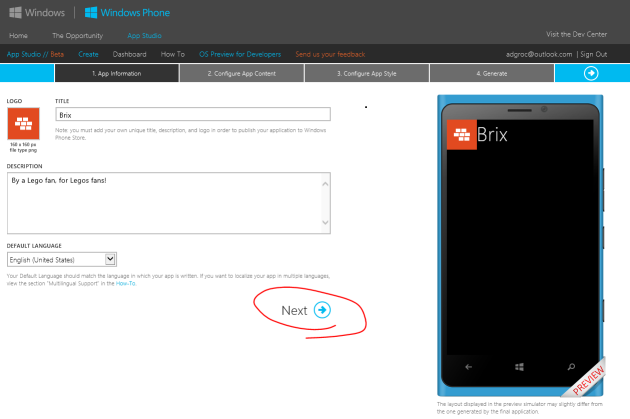 Windows | Windows Phone
Home The Opportunity App Studio Visit the Dev Center
App Studio // Beta Create Dashboard How To OS Preview for Developers Send us your feedback adgroc@outlook.com | Sign Out
1. App Information 2. Configure App Content 3. Configure App Style 4. Generate
LOGO TITLE
Brix
Note: you must add your own unique title, description, and logo in order to publish your application to Windows
Phone Store.
160 x 160 px
file type png
DESCRIPTION
By a Lego fan, for Legos fans!
DEFAULT LANGUAGE
English (United States)
Your Default Language should match the language in which your app is written. If you want to localize your app in multiple languages,
view the section "Multilingual Support" in the How-To.
Next
Brix
PREVIEW
The layout displayed in the preview simulator may slightly differ from
the one generated by the final application.